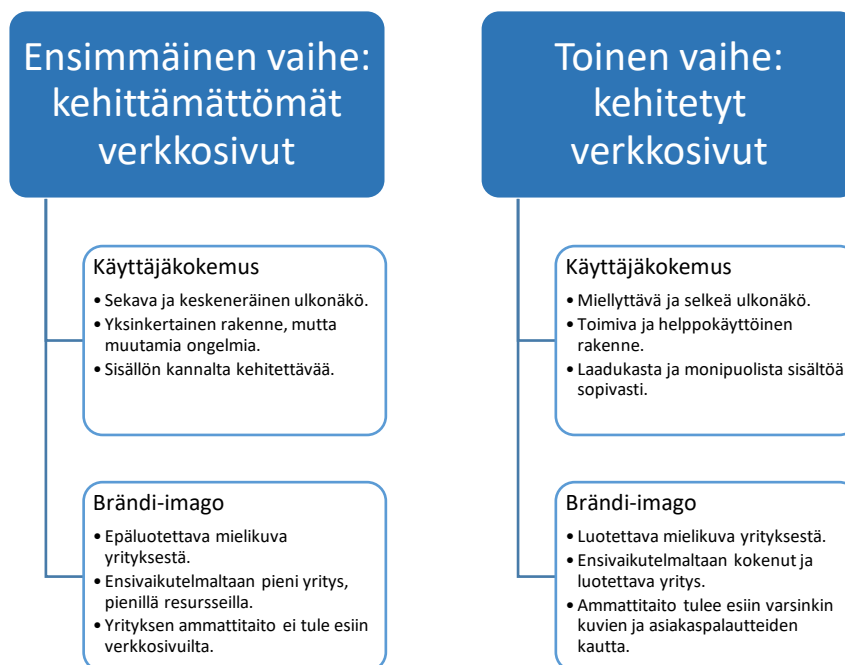 Ensimmäinen vaihe:
kehittämättömät
verkkosivut
Käyttäjäkokemus
• Sekava ja keskeneräinen ulkonäkö.
• Yksinkertainen rakenne, mutta
muutamia ongelmia.
• Sisällön kannalta kehitettävää.
Brändi-imago
• Epäluotettava mielikuva
yrityksestä.
• Ensivaikutelmaltaan pieni yritys,
pienillä resursseilla.
• Yrityksen ammattitaito ei tule esiin
verkkosivuilta.
Toinen vaihe:
kehitetyt
verkkosivut
Käyttäjäkokemus
• Miellyttävä ja selkeä ulkonäkö.
• Toimiva ja helppokäyttöinen
rakenne.
• Laadukasta ja monipuolista sisältöä
sopivasti.
Brändi-imago
• Luotettava mielikuva yrityksestä.
• Ensivaikutelmaltaan kokenut ja
luotettava yritys.
• Ammattitaito tulee esiin varsinkin
kuvien ja asiakaspalautteiden
kautta.